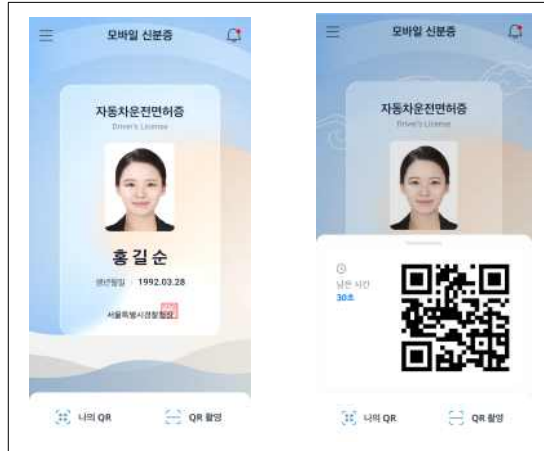 모바일 신분증
자동차운전면허증
Driver's License
홍길순
생년월일 : 1992.03.28
서울특별시경찰청장
나의 QR
QR 촬영
모바일 신분증
자동차운전면허증
Driver's License
남은 시간
30초
나의 QR
QR 촬영